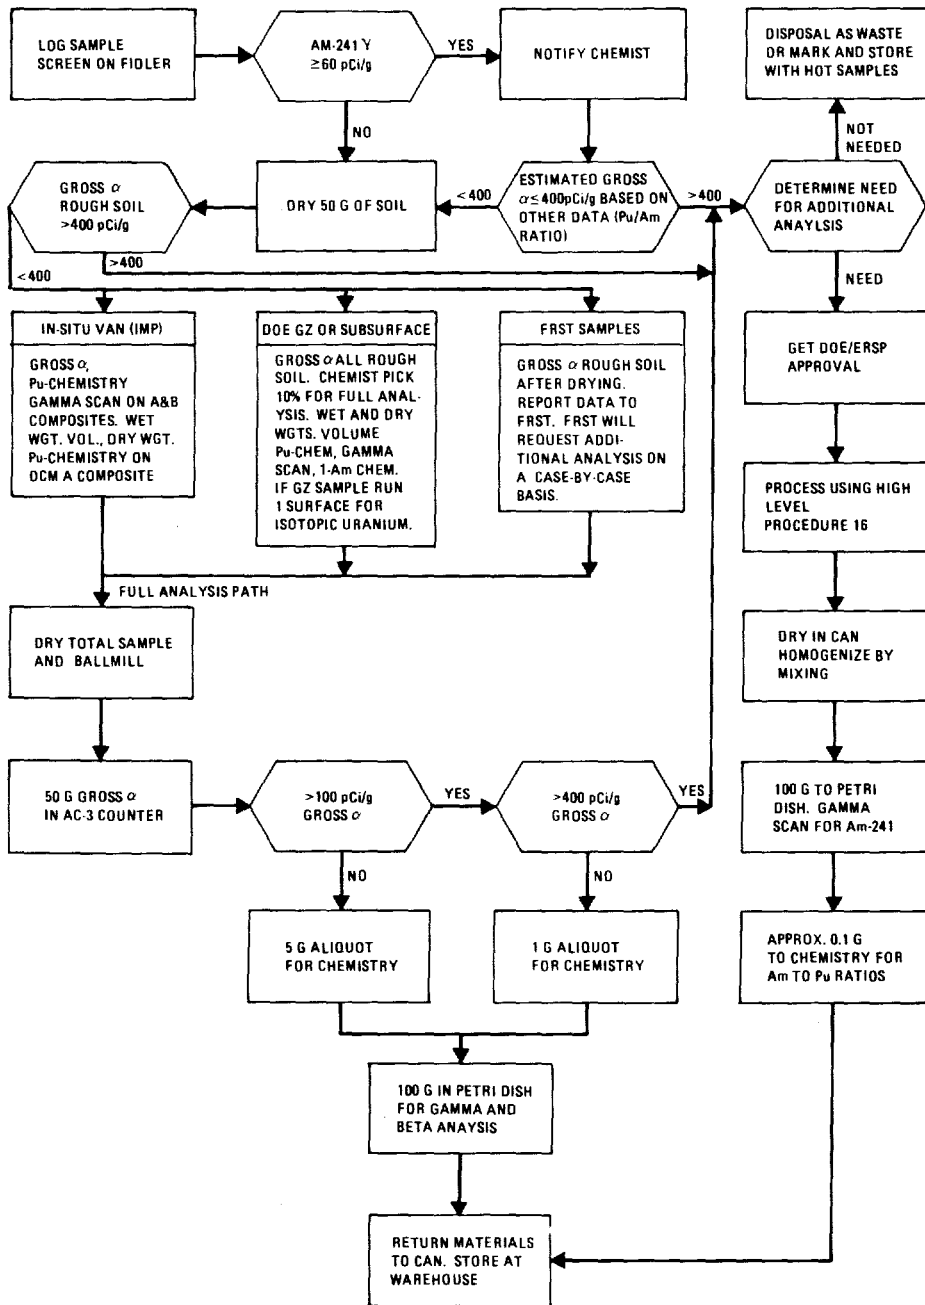 LOG SAMPLE
SCREEN ON FIDLER
AM-241 γ
≥60 pCi/g
YES
NOTIFY CHEMIST
DISPOSAL AS WASTE
OR MARK AND STORE
WITH HOT SAMPLES
NO
NOT
NEEDED
GROSS α
ROUGH SOIL
>400 pCi/g
DRY 50 G OF SOIL
<400
ESTIMATED GROSS
α≤400pCi/g BASED ON
OTHER DATA (Pu/Am
RATIO)
>400
DETERMINE NEED
FOR ADDITIONAL
ANAYLSIS
<400
>400
NEED
IN-SITU VAN (IMP)
GROSS α,
Pu-CHEMISTRY
GAMMA SCAN ON A&B
COMPOSITES. WET
WGT. VOL., DRY WGT.
Pu-CHEMISTRY ON
DCM A COMPOSITE
DOE GZ OR SUBSURFACE
GROSS α ALL ROUGH
SOIL. CHEMIST PICK
10% FOR FULL ANAL-
YSIS. WET AND DRY
WGTS. VOLUME
Pu-CHEM, GAMMA
SCAN, 1-Am CHEM.
IF GZ SAMPLE RUN
1 SURFACE FOR
ISOTOPIC URANIUM.
FRST SAMPLES
GROSS α ROUGH SOIL
AFTER DRYING.
REPORT DATA TO
FRST. FRST WILL
REQUEST ADDI-
TIONAL ANALYSIS ON
A CASE-BY-CASE
BASIS.
GET DOE/ERSP
APPROVAL
PROCESS USING HIGH
LEVEL
PROCEDURE 16
FULL ANALYSIS PATH
DRY TOTAL SAMPLE
AND BALLMILL
DRY IN CAN
HOMOGENIZE BY
MIXING
50 G GROSS α
IN AC-3 COUNTER
>100 pCi/g
GROSS α
YES
>400 pCi/g
GROSS α
YES
100 G TO PETRI
DISH. GAMMA
SCAN FOR Am-241
NO
NO
5 G ALIQUOT
FOR CHEMISTRY
1 G ALIQUOT
FOR CHEMISTRY
APPROX. 0.1 G
TO CHEMISTRY FOR
Am TO Pu RATIOS
100 G IN PETRI DISH
FOR GAMMA AND
BETA ANAYSIS
RETURN MATERIALS
TO CAN. STORE AT
WAREHOUSE